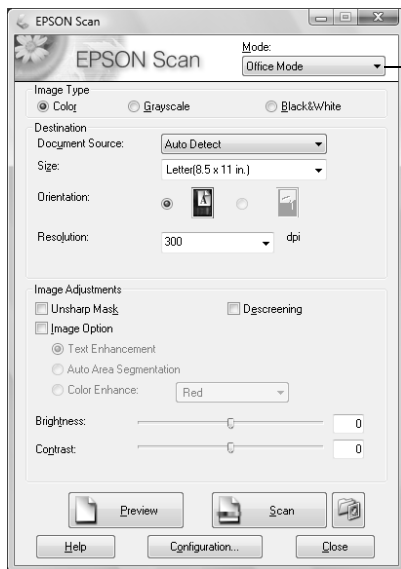 EPSON Scan
EPSON Scan
Mode:
Office Mode
Image Type
Color Grayscale Black&White
Destination
Document Source: Auto Detect
Size: Letter(8.5 x 11 in.)
Orientation: A
Resolution: 300 dpi
Image Adjustments
Unsharp Mask Descreening
Image Option
Text Enhancement
Auto Area Segmentation
Color Enhance: Red
Brightness: 0
Contrast: 0
Preview Scan
Help Configuration... Close